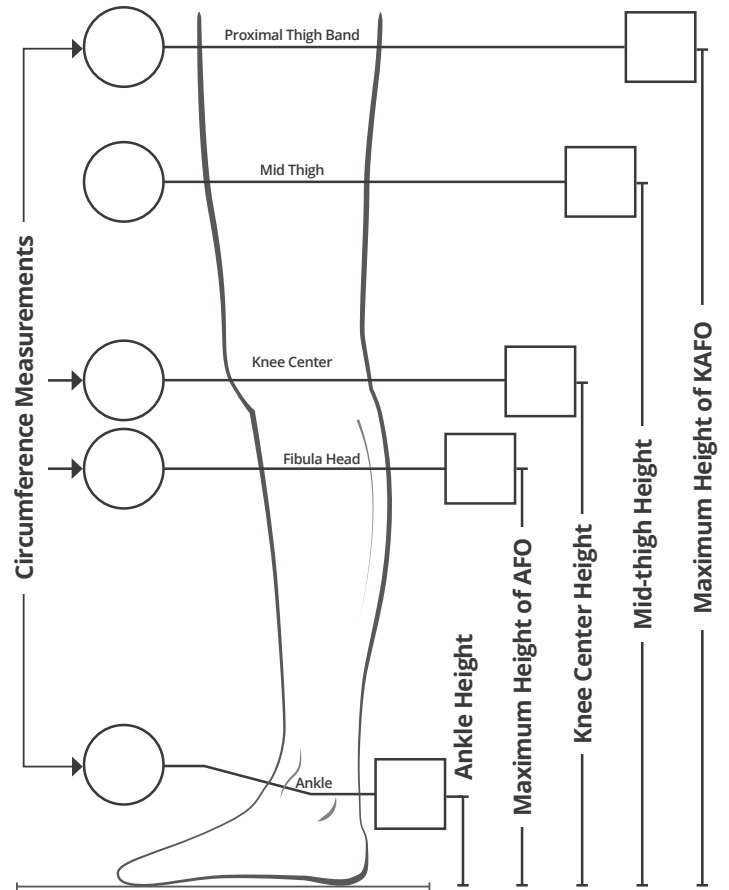 Proximal Thigh Band
Mid Thigh
Circumference Measurements
Knee Center
Fibula Head
Ankle
Ankle Height
Maximum Height of AFO
Knee Center Height
Mid-thigh Height
Maximum Height of KAFO